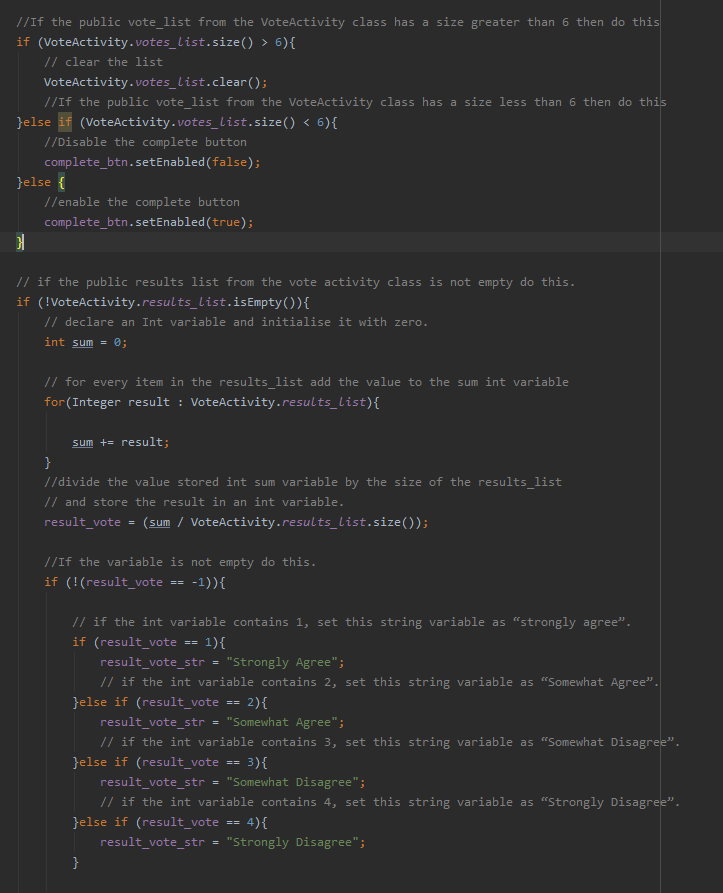 //If the public vote_list from the VoteActivity class has a size greater than 6 then do this
if (VoteActivity.votes_list.size() > 6){
// clear the list
VoteActivity.votes_list.clear();
//If the public vote_list from the VoteActivity class has a size less than 6 then do this
}else if (VoteActivity.votes_list.size() < 6){
//Disable the complete button
complete_btn.setEnabled(false);
}else {
//enable the complete button
complete_btn.setEnabled(true);
}
// if the public results list from the vote activity class is not empty do this.
if (!VoteActivity.results_list.isEmpty()){
// declare an Int variable and initialise it with zero.
int sum = 0;
// for every item in the results_list add the value to the sum int variable
for(Integer result : VoteActivity.results_list){
sum += result;
}
//divide the value stored int sum variable by the size of the results_list
// and store the result in an int variable.
result_vote = (sum / VoteActivity.results_list.size());
//If the variable is not empty do this.
if (!(result_vote == -1)){
// if the int variable contains 1, set this string variable as “strongly agree”.
if (result_vote == 1){
result_vote_str = "Strongly Agree";
// if the int variable contains 2, set this string variable as “Somewhat Agree”.
}else if (result_vote == 2){
result_vote_str = "Somewhat Agree";
// if the int variable contains 3, set this string variable as “Somewhat Disagree”.
}else if (result_vote == 3){
result_vote_str = "Somewhat Disagree";
// if the int variable contains 4, set this string variable as “Strongly Disagree”.
}else if (result_vote == 4){
result_vote_str = "Strongly Disagree";
}